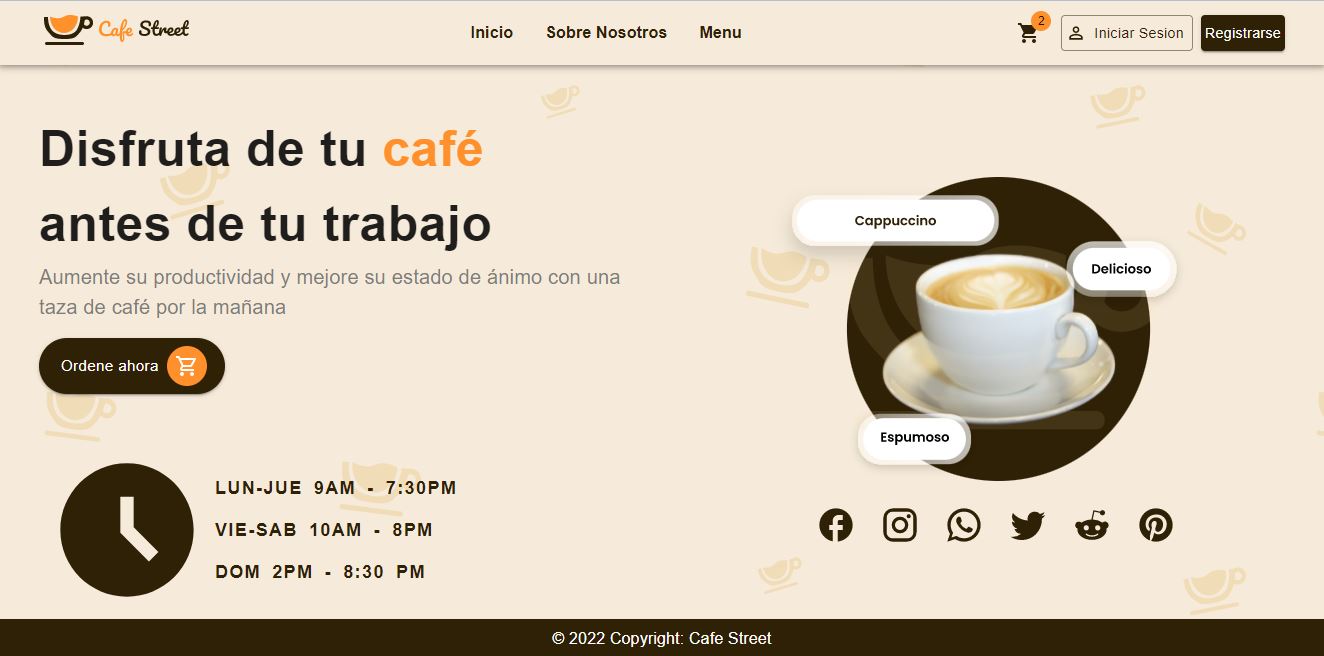 Cafe Street
Inicio
Sobre Nosotros
Menu
2
Iniciar Sesion
Registrarse
Disfruta de tu café
antes de tu trabajo
Aumente su productividad y mejore su estado de ánimo con una
taza de café por la mañana
Ordene ahora
Cappuccino
Delicioso
Espumoso
LUN-JUE 9AM - 7:30PM
VIE-SAB 10AM - 8PM
DOM 2PM - 8:30 PM
© 2022 Copyright: Cafe Street